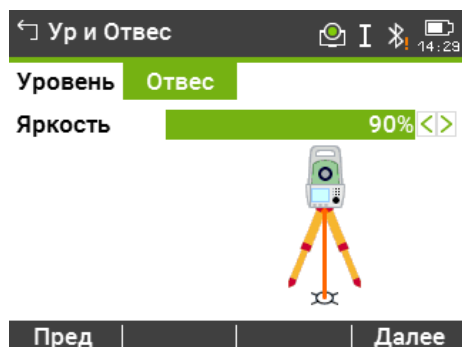 Ур и Отвес I 14:29
Уровень Отвес
Яркость 90%
Пред Далее